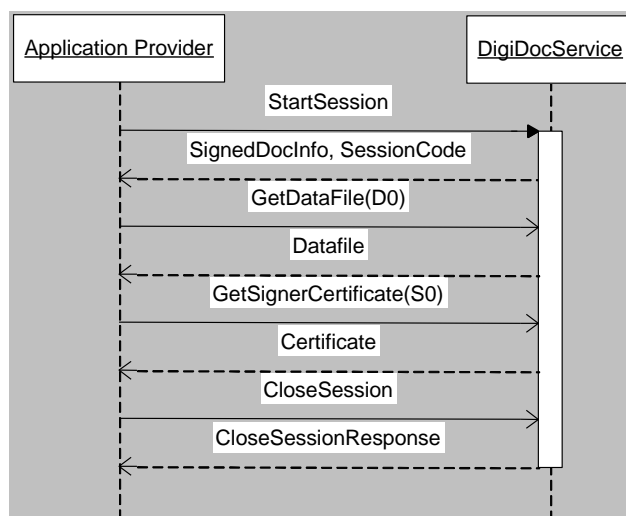 Application Provider
DigiDocService
StartSession
SignedDocInfo, SessionCode
GetDataFile(D0)
Datafile
GetSignerCertificate(S0)
Certificate
CloseSession
CloseSessionResponse